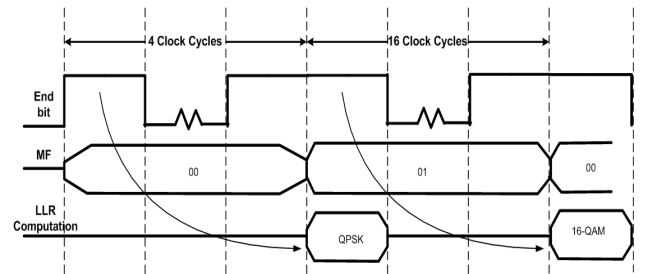 4 Clock Cycles
16 Clock Cycles
End
bit
MF
00
01
00
LLR
Computation
QPSK
16-QAM